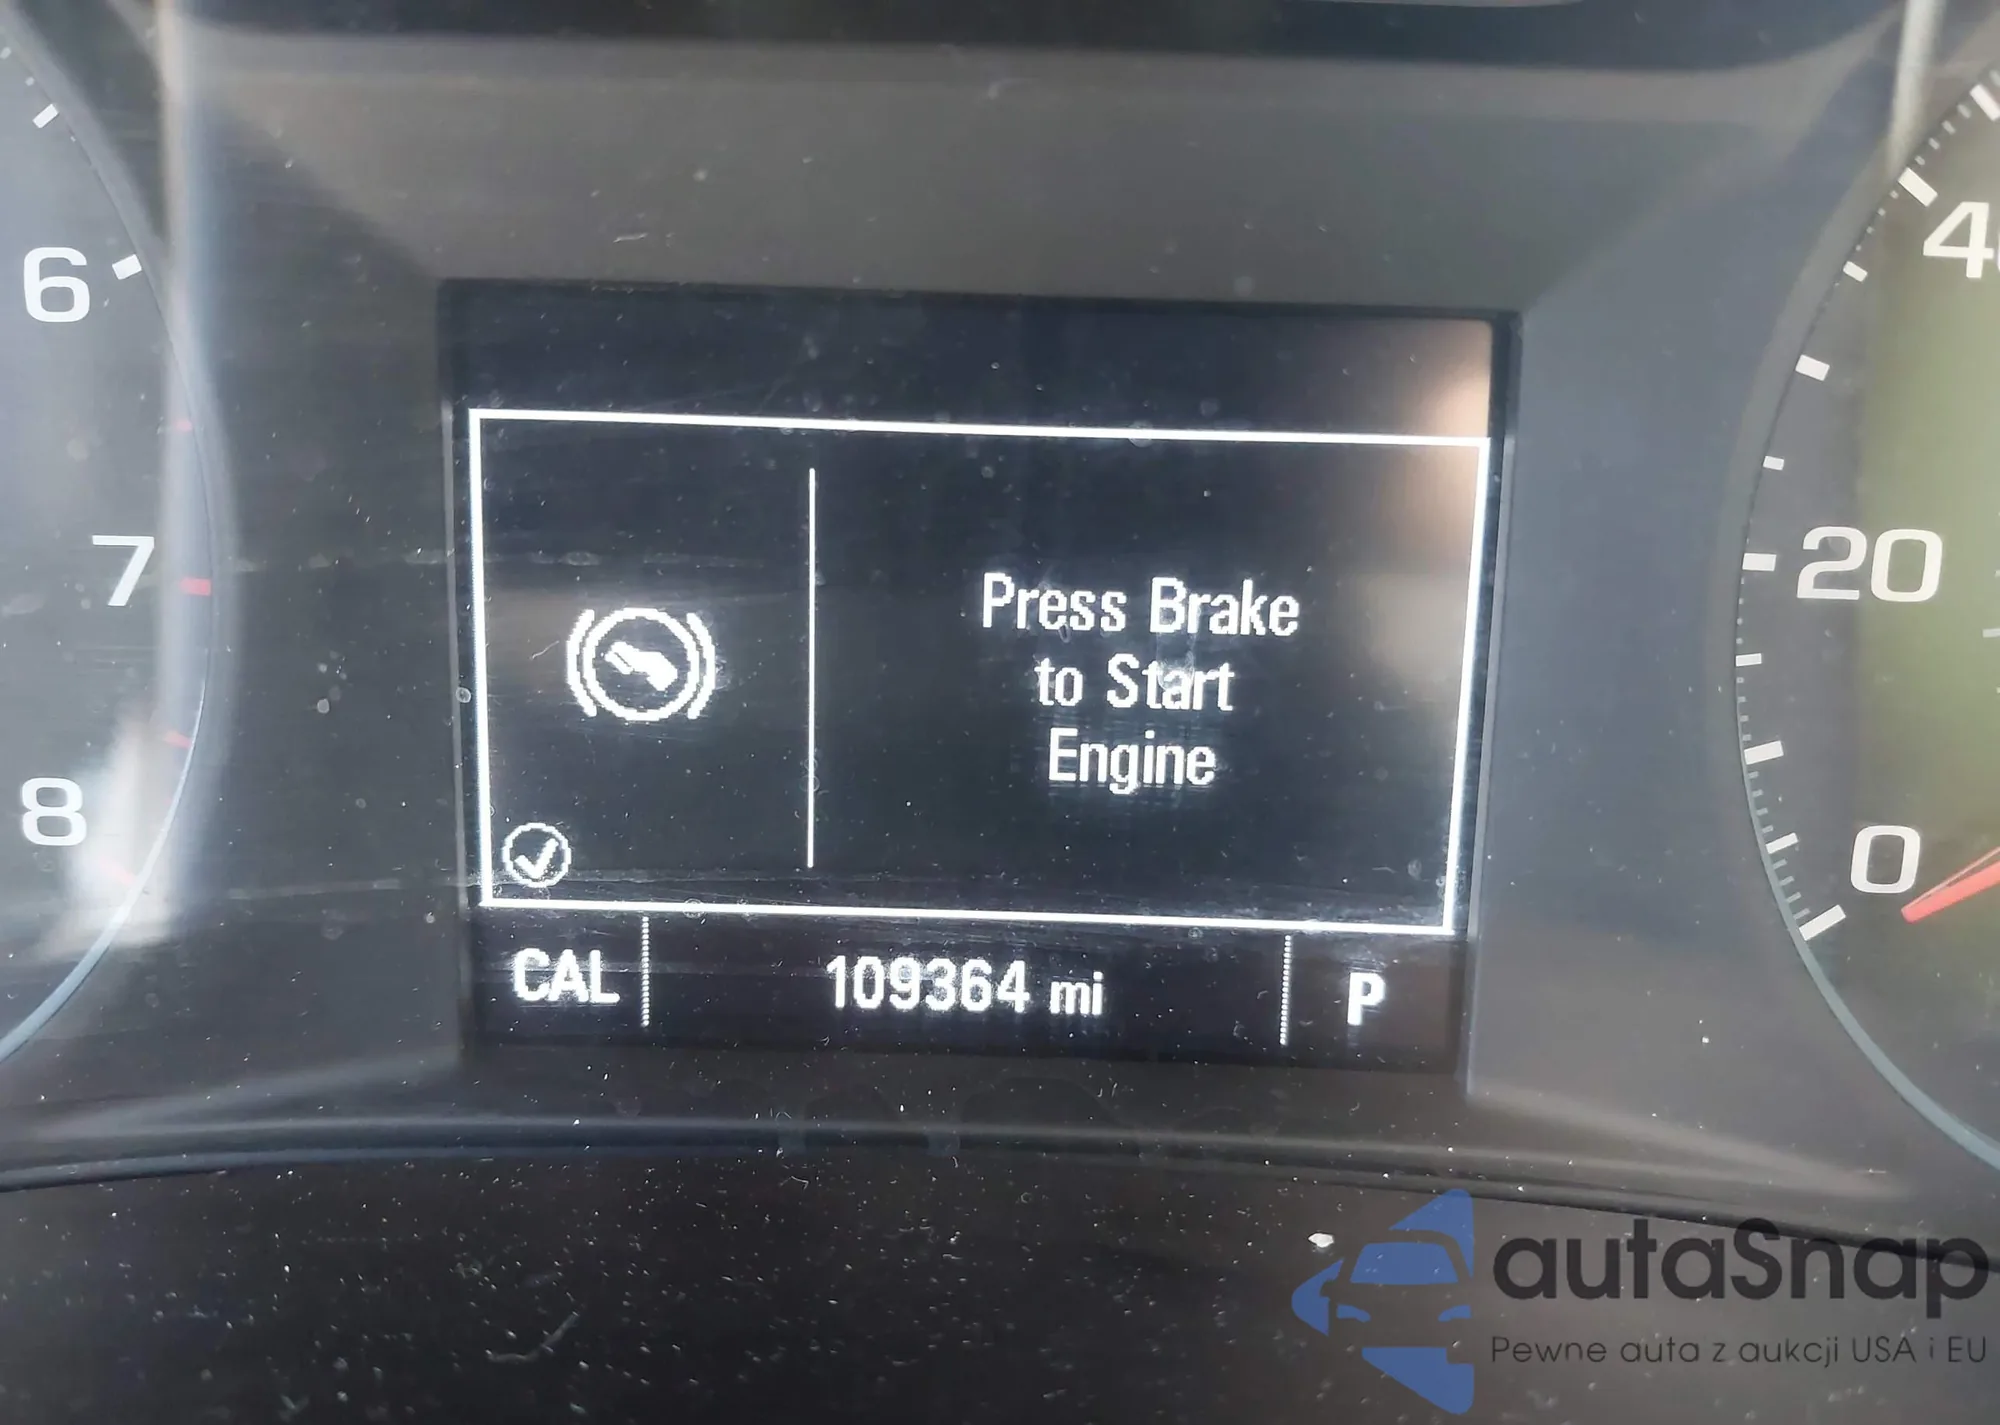 6
7
8
Press Brake
to Start
Engine
CAL 109364 mi P
20
0
autaSnap
Pewne auta z aukcji USA i EU